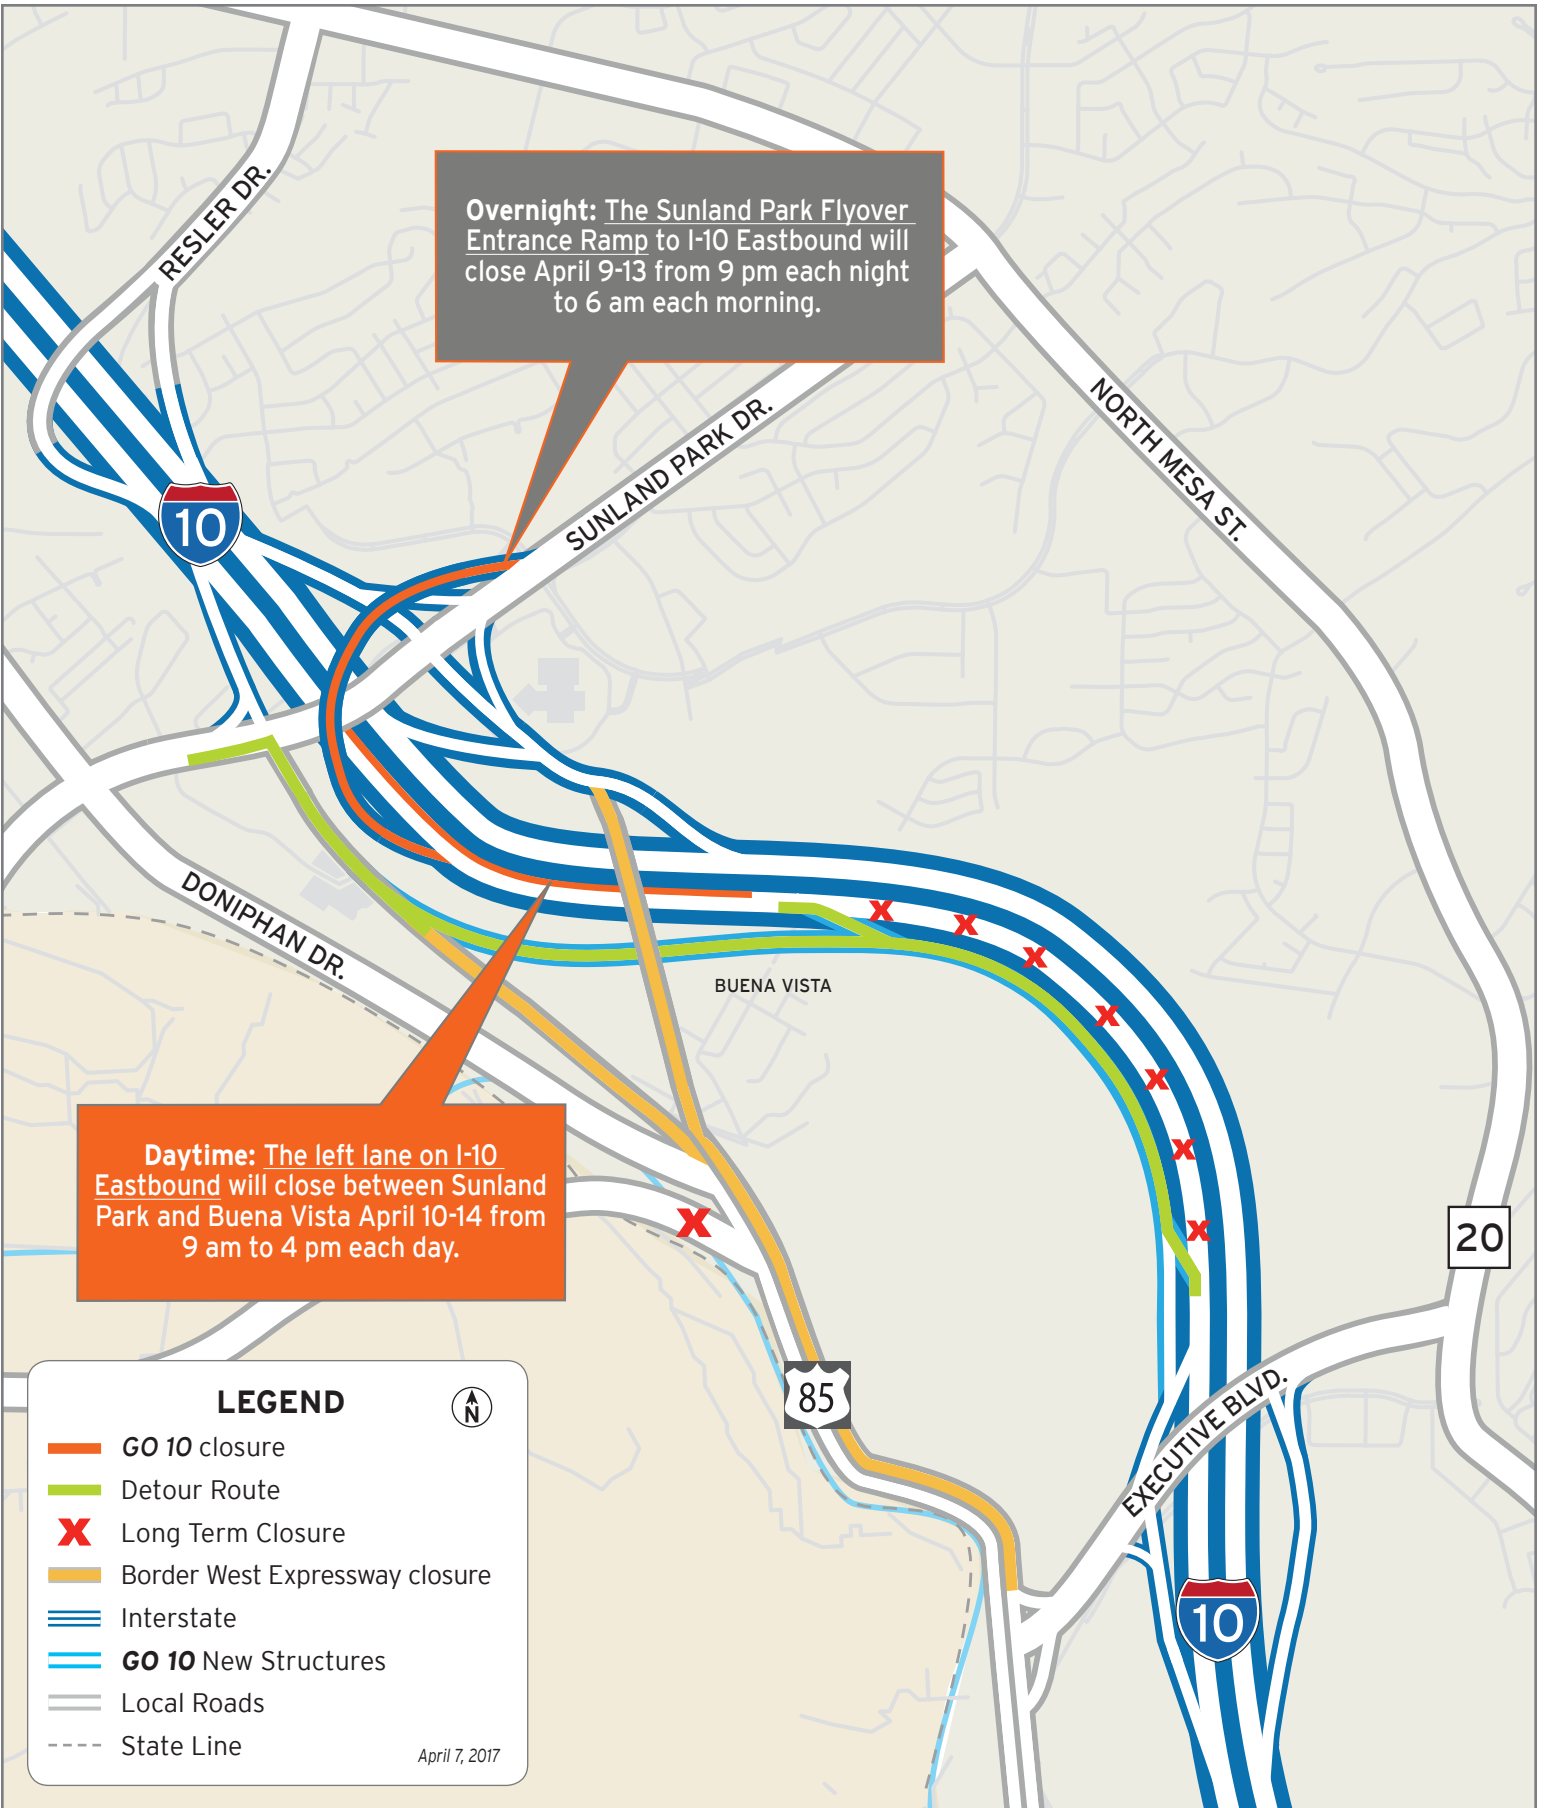 RESLER DR.
Overnight: The Sunland Park Flyover
Entrance Ramp to I-10 Eastbound will
close April 9-13 from 9 pm each night
to 6 am each morning.
SUNLAND PARK DR.
NORTH MESA ST.
10
DONIPHAN DR.
BUENA VISTA
Daytime: The left lane on I-10
Eastbound will close between Sunland
Park and Buena Vista April 10-14 from
9 am to 4 pm each day.
20
85
EXECUTIVE BLVD.
10
LEGEND
N
GO 10 closure
Detour Route
X Long Term Closure
Border West Expressway closure
Interstate
GO 10 New Structures
Local Roads
State Line
April 7, 2017